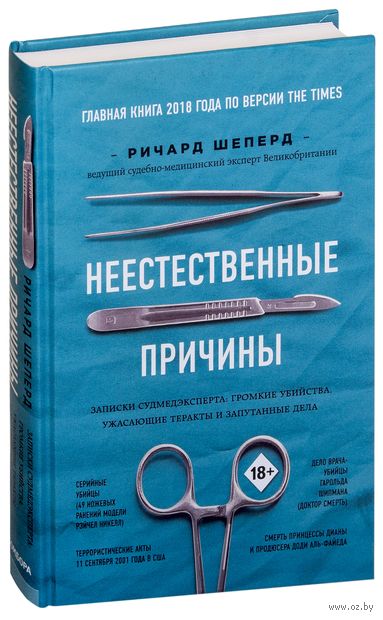 ГЛАВНАЯ КНИГА 2018 ГОДА ПО ВЕРСИИ THE TIMES
– РИЧАРД ШЕПЕРД –
ведущий судебно-медицинский эксперт Великобритании
НЕЕСТЕСТВЕННЫЕ
ПРИЧИНЫ
ЗАПИСКИ СУДМЕДЭКСПЕРТА: ГРОМКИЕ УБИЙСТВА,
УЖАСАЮЩИЕ ТЕРАКТЫ И ЗАПУТАННЫЕ ДЕЛА
18+
СЕРИЙНЫЕ
УБИЙЦЫ
(49 НОЖЕВЫХ
РАНЕНИЙ МОДЕЛИ
РЭЙЧЕЛ НИКЕЛЛ)
ТЕРРОРИСТИЧЕСКИЕ АКТЫ
11 СЕНТЯБРЯ 2001 ГОДА В США
ДЕЛО ВРАЧА-
УБИЙЦЫ
ГАРОЛЬДА
ШИПМАНА
(ДОКТОР СМЕРТЬ)
СМЕРТЬ ПРИНЦЕССЫ ДИАНЫ
И ПРОДЮСЕРА ДОДИ АЛЬ-ФАЙЕДА
НЕЕСТЕСТВЕННЫЕ ПРИЧИНЫ
РИЧАРД ШЕПЕРД
ЗАПИСКИ СУДМЕДЭКСПЕРТА:
www.oz.by